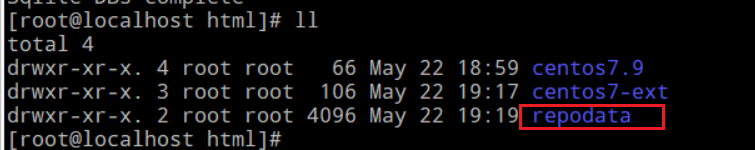 Sqlite DBs complete
[root@localhost html]# ll
total 4
drwxr-xr-x. 4 root root   66 May 22 18:59 centos7.9
drwxr-xr-x. 3 root root  106 May 22 19:17 centos7-ext
drwxr-xr-x. 2 root root 4096 May 22 19:19 repodata
[root@localhost html]#